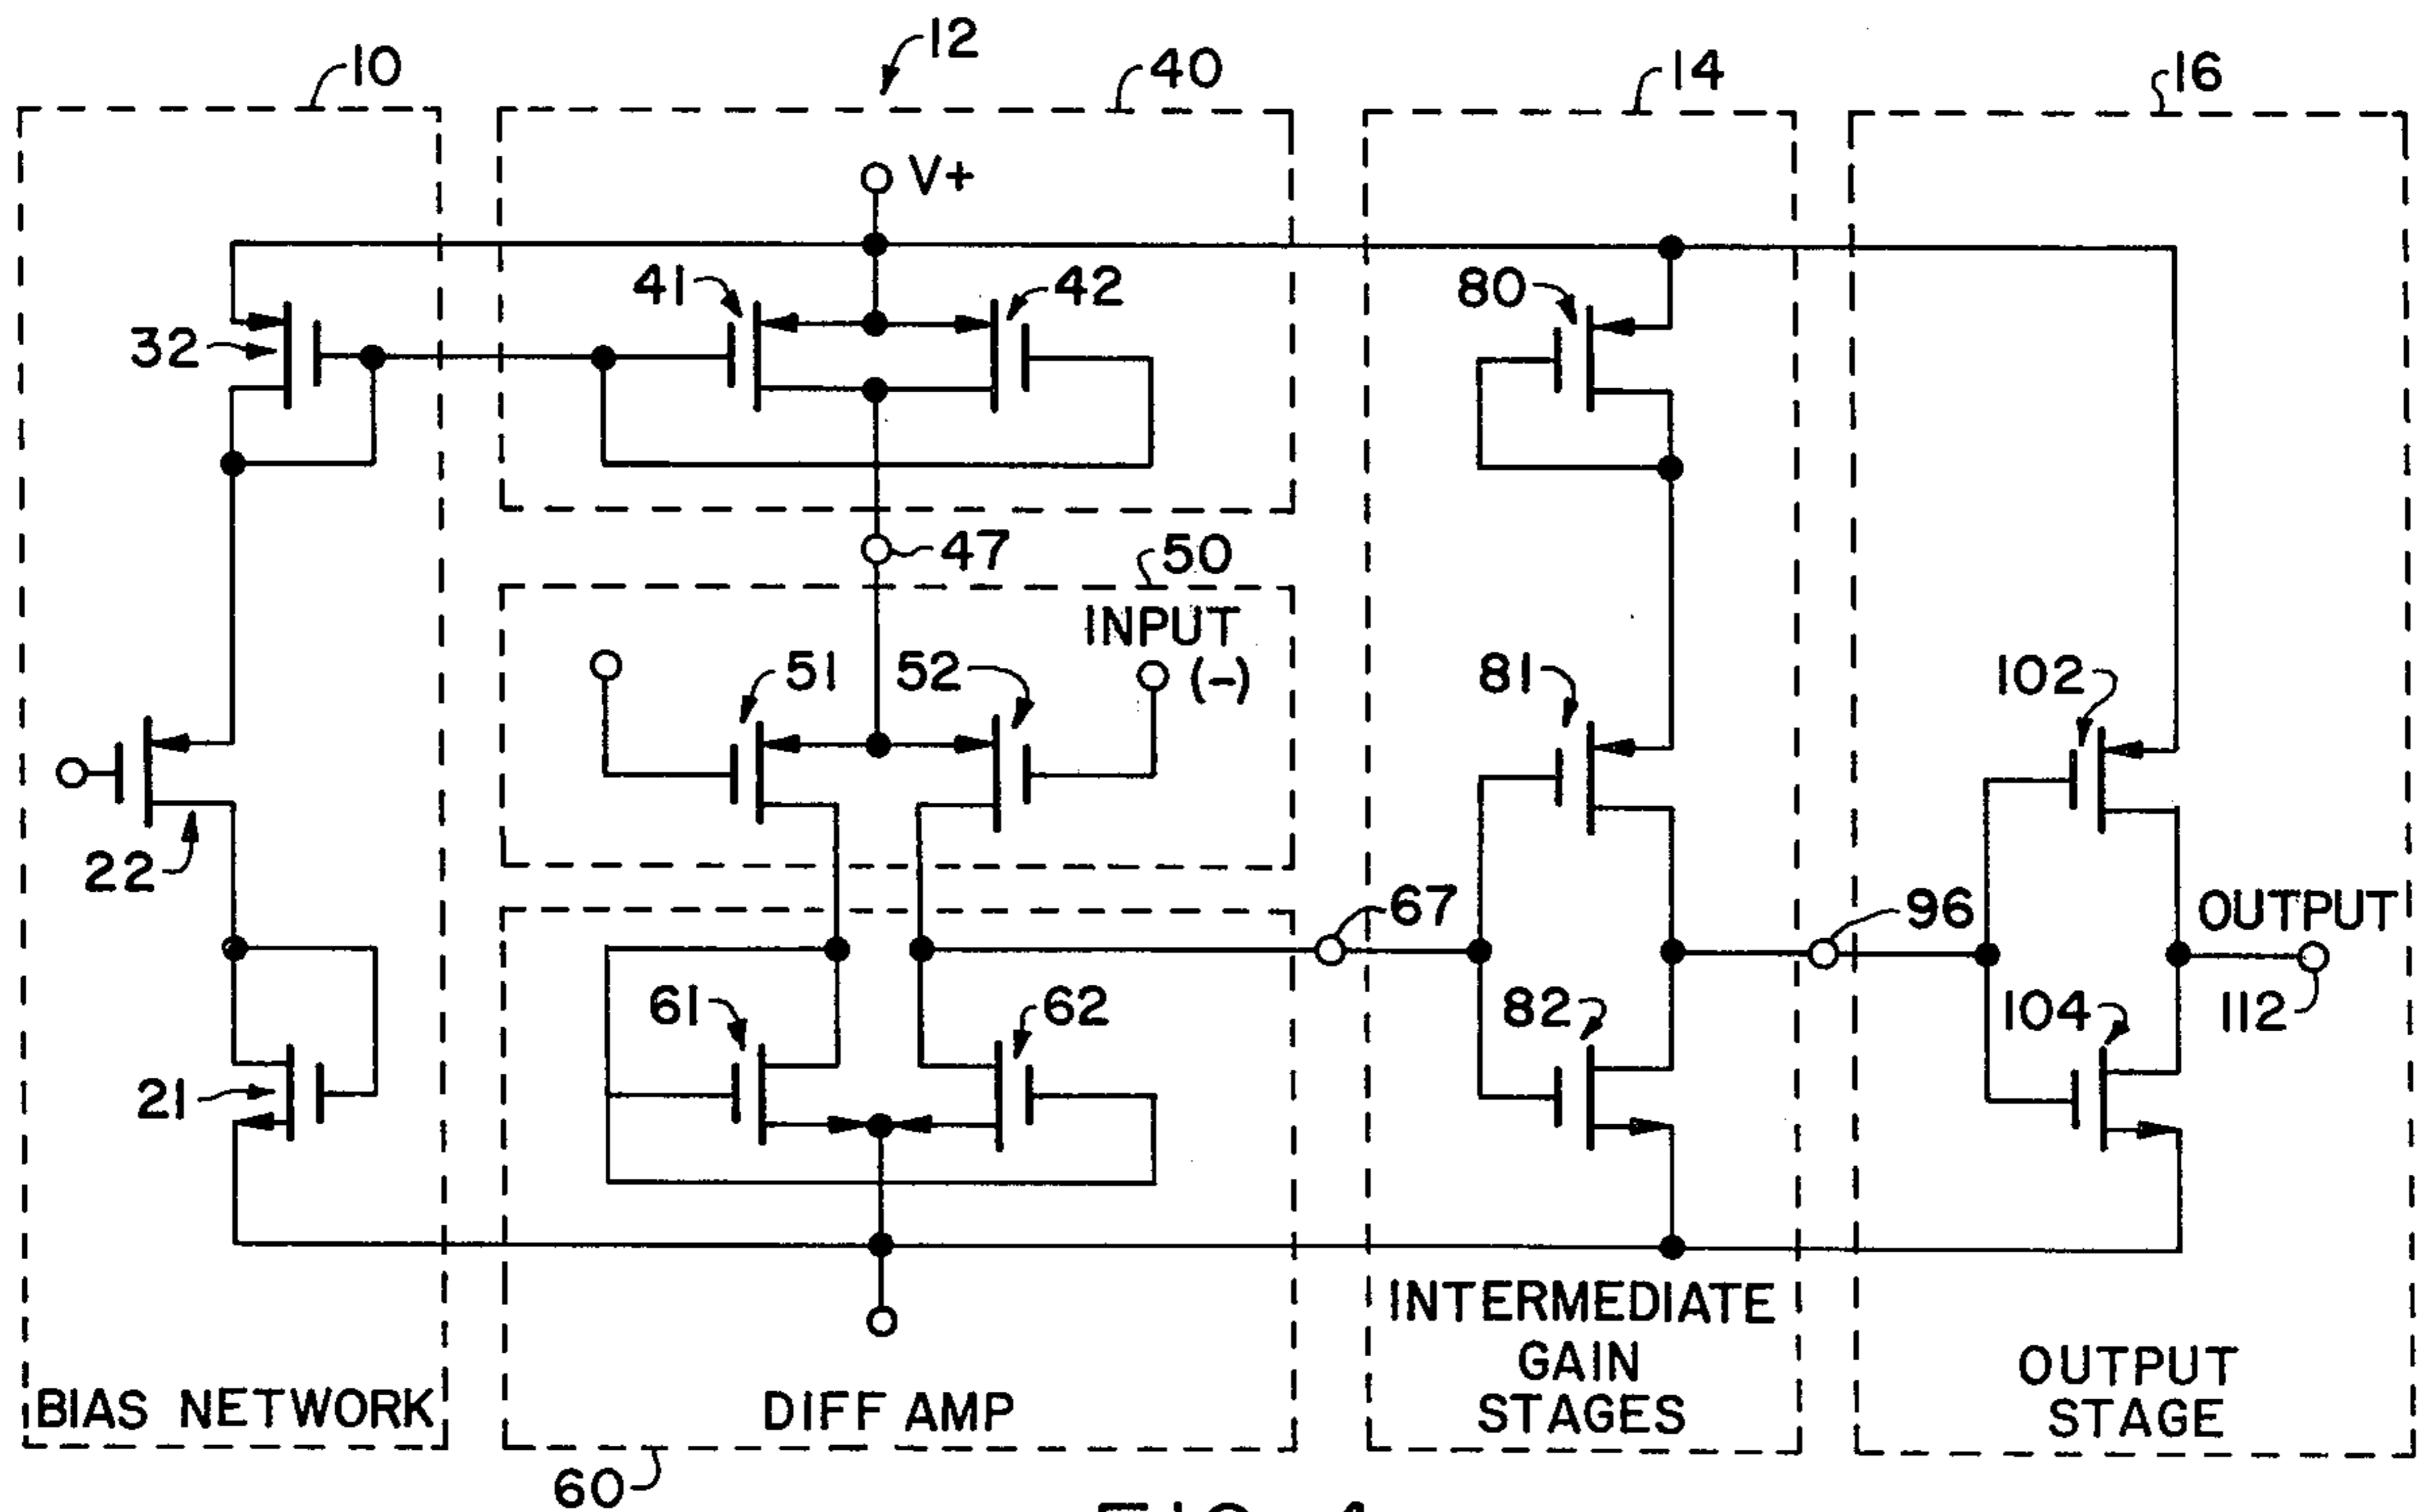 10
12
40
14
16
V+
41
42
80
32
47
50
INPUT
(-)
51
52
81
102
22
67
96
OUTPUT
61
62
82
104
112
21
INTERMEDIATE
GAIN
STAGES
OUTPUT
STAGE
BIAS NETWORK
DIFF AMP
60